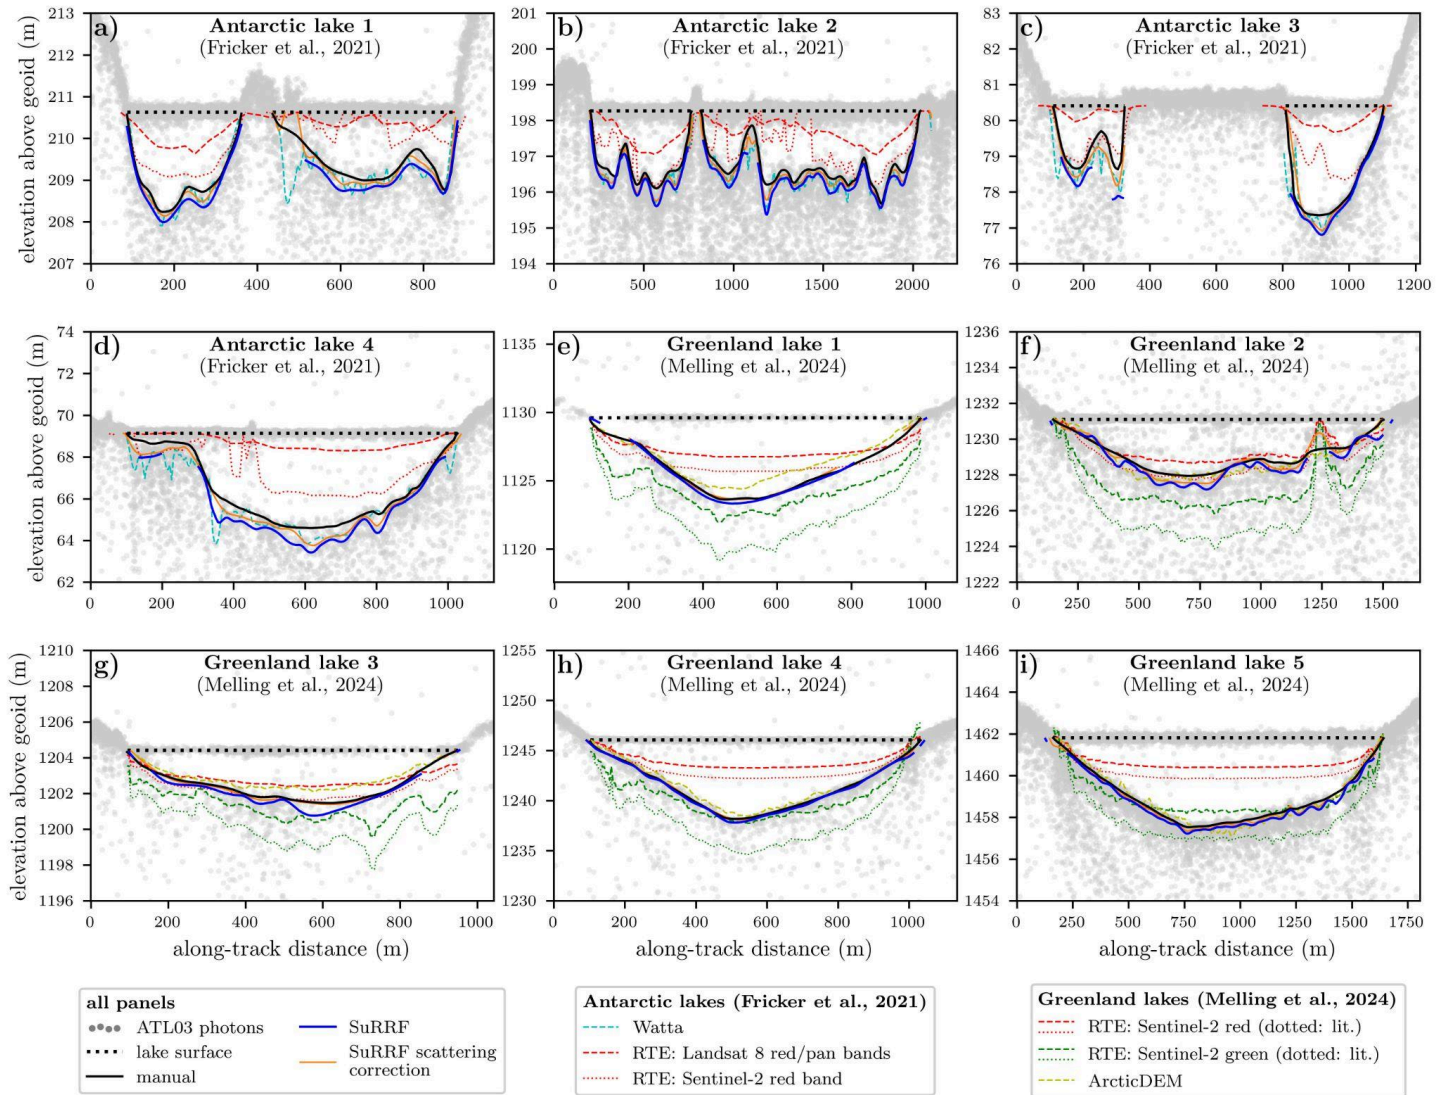 a) Antarctic lake 1
(Fricker et al., 2021)
elevation above geoid (m)
213
212
211
210
209
208
207
0 200 400 600 800
b) Antarctic lake 2
(Fricker et al., 2021)
201
200
199
198
197
196
195
194
0 500 1000 1500 2000
c) Antarctic lake 3
(Fricker et al., 2021)
83
82
81
80
79
78
77
76
0 200 400 600 800 1000 1200
d) Antarctic lake 4
(Fricker et al., 2021)
elevation above geoid (m)
74
72
70
68
66
64
62
0 200 400 600 800 1000
e) Greenland lake 1
(Melling et al., 2024)
1135
1130
1125
1120
0 200 400 600 800 1000
f) Greenland lake 2
(Melling et al., 2024)
1236
1234
1232
1230
1228
1226
1224
1222
0 250 500 750 1000 1250 1500
g) Greenland lake 3
(Melling et al., 2024)
elevation above geoid (m)
1210
1208
1206
1204
1202
1200
1198
1196
0 200 400 600 800 1000
along-track distance (m)
h) Greenland lake 4
(Melling et al., 2024)
1255
1250
1245
1240
1235
1230
0 200 400 600 800 1000
along-track distance (m)
i) Greenland lake 5
(Melling et al., 2024)
1466
1464
1462
1460
1458
1456
1454
0 250 500 750 1000 1250 1500 1750
along-track distance (m)
all panels
ATL03 photons
lake surface
manual
SuRRF
SuRRF scattering
correction
Antarctic lakes (Fricker et al., 2021)
Watta
RTE: Landsat 8 red/pan bands
RTE: Sentinel-2 red band
Greenland lakes (Melling et al., 2024)
RTE: Sentinel-2 red (dotted: lit.)
RTE: Sentinel-2 green (dotted: lit.)
ArcticDEM